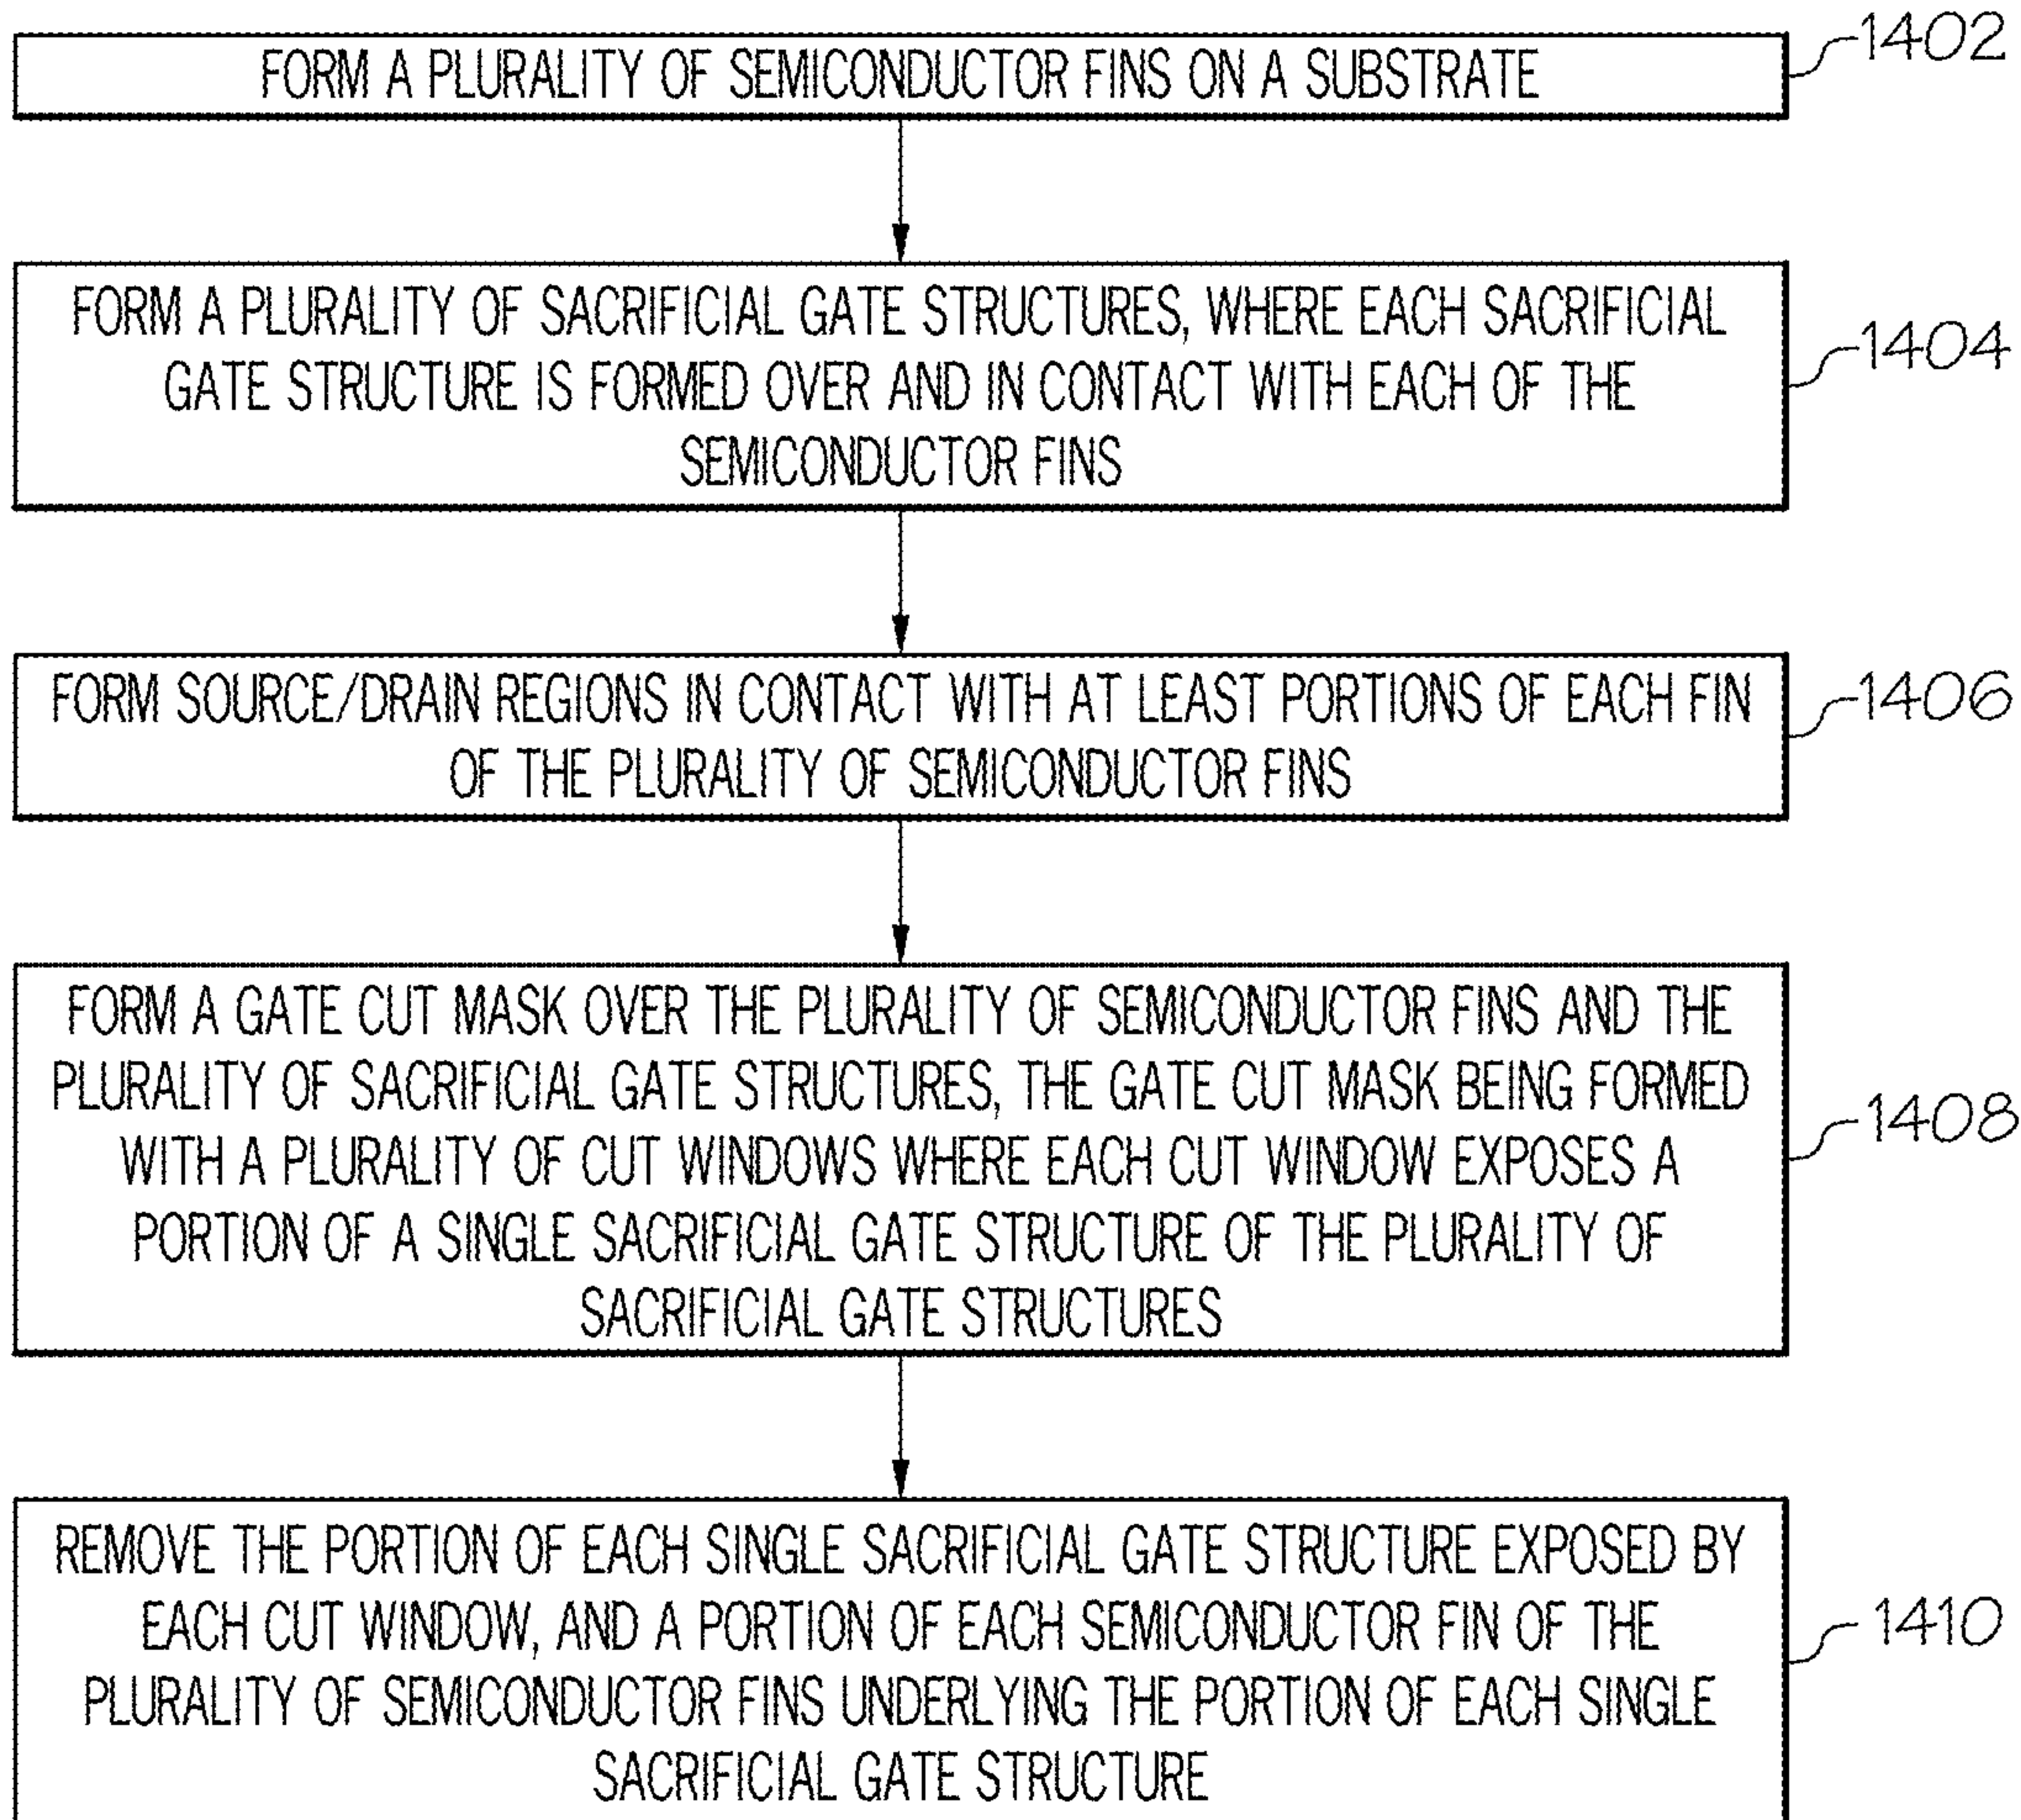 FORM A PLURALITY OF SEMICONDUCTOR FINS ON A SUBSTRATE
1402
FORM A PLURALITY OF SACRIFICIAL GATE STRUCTURES, WHERE EACH SACRIFICIAL
GATE STRUCTURE IS FORMED OVER AND IN CONTACT WITH EACH OF THE
SEMICONDUCTOR FINS
1404
FORM SOURCE/DRAIN REGIONS IN CONTACT WITH AT LEAST PORTIONS OF EACH FIN
OF THE PLURALITY OF SEMICONDUCTOR FINS
1406
FORM A GATE CUT MASK OVER THE PLURALITY OF SEMICONDUCTOR FINS AND THE
PLURALITY OF SACRIFICIAL GATE STRUCTURES, THE GATE CUT MASK BEING FORMED
WITH A PLURALITY OF CUT WINDOWS WHERE EACH CUT WINDOW EXPOSES A
PORTION OF A SINGLE SACRIFICIAL GATE STRUCTURE OF THE PLURALITY OF
SACRIFICIAL GATE STRUCTURES
1408
REMOVE THE PORTION OF EACH SINGLE SACRIFICIAL GATE STRUCTURE EXPOSED BY
EACH CUT WINDOW, AND A PORTION OF EACH SEMICONDUCTOR FIN OF THE
PLURALITY OF SEMICONDUCTOR FINS UNDERLYING THE PORTION OF EACH SINGLE
SACRIFICIAL GATE STRUCTURE
1410